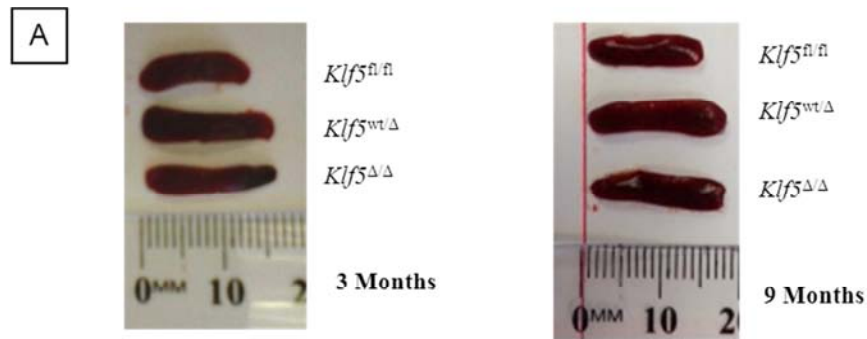 A
Klf5fl/fl
Klf5wt/Δ
Klf5Δ/Δ
0MM 10 2
3 Months
Klf5fl/fl
Klf5wt/Δ
Klf5Δ/Δ
0MM 10 2
9 Months